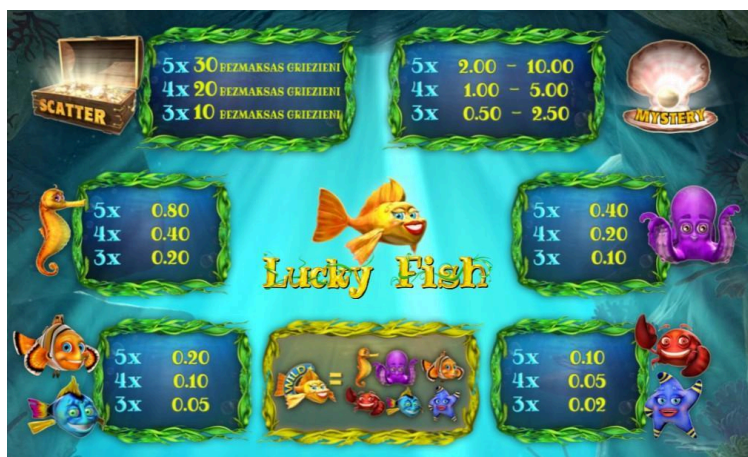 SCATTER
5x 30 BEZMAKSAS GRIEZIENI
4x 20 BEZMAKSAS GRIEZIENI
3x 10 BEZMAKSAS GRIEZIENI
5x 2.00 - 10.00
4x 1.00 - 5.00
3x 0.50 - 2.50
MYSTERY
5x 0.80
4x 0.40
3x 0.20
Lucky Fish
5x 0.40
4x 0.20
3x 0.10
5x 0.20
4x 0.10
3x 0.05
WILD =
5x 0.10
4x 0.05
3x 0.02